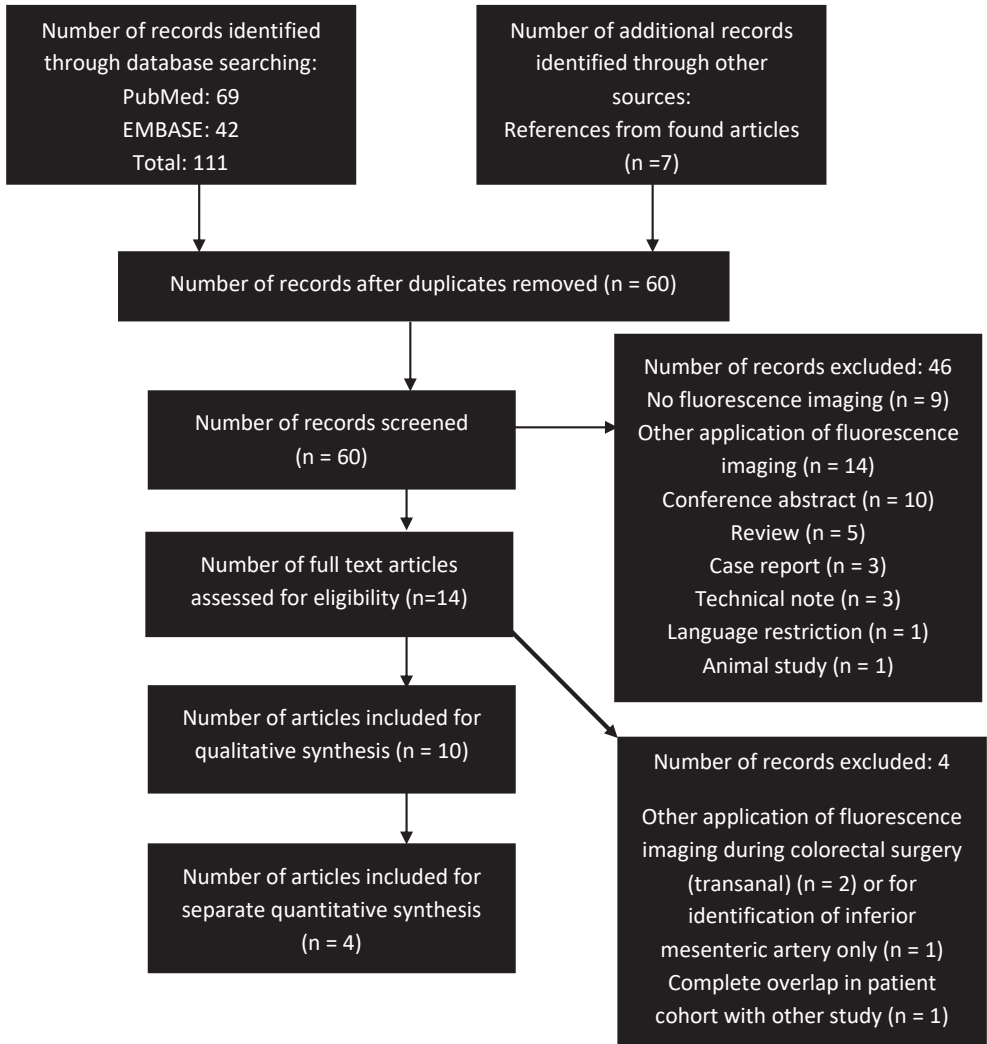 Number of records identified
through database searching:
PubMed: 69
EMBASE: 42
Total: 111
Number of additional records
identified through other
sources:
References from found articles
(n =7)
Number of records after duplicates removed (n = 60)
Number of records screened
(n = 60)
Number of records excluded: 46
No fluorescence imaging (n = 9)
Other application of fluorescence
imaging (n = 14)
Conference abstract (n = 10)
Review (n = 5)
Case report (n = 3)
Technical note (n = 3)
Language restriction (n = 1)
Animal study (n = 1)
Number of full text articles
assessed for eligibility (n=14)
Number of records excluded: 4
Other application of fluorescence
imaging during colorectal surgery
(transanal) (n = 2) or for
identification of inferior
mesenteric artery only (n = 1)
Complete overlap in patient
cohort with other study (n = 1)
Number of articles included for
qualitative synthesis (n = 10)
Number of articles included for
separate quantitative synthesis
(n = 4)